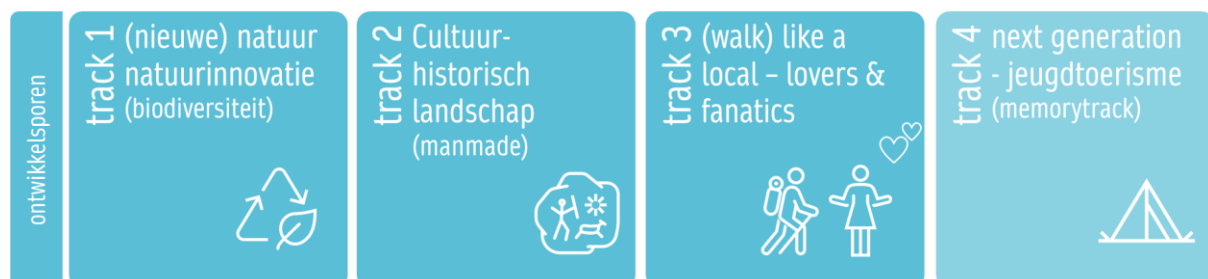 ontwikkelsporen
track 1
(nieuwe) natuur
natuurinnovatie
(biodiversiteit)
track 2
Cultuur-
historisch
landschap
(manmade)
track 3
(walk) like a
local – lovers &
fanatics
track 4
next generation
- jeugdtoerisme
(memorytrack)